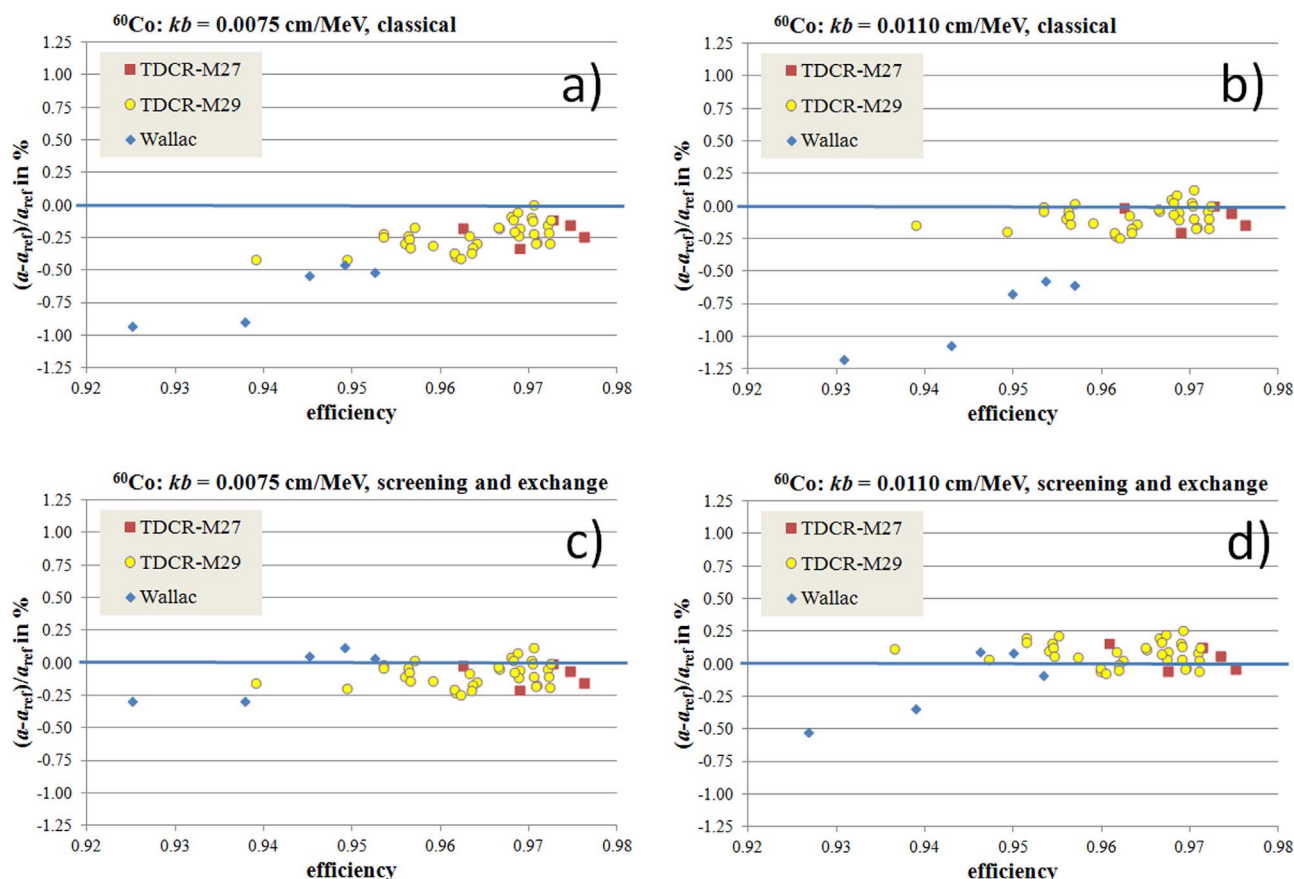 ⁶⁰Co: kb = 0.0075 cm/MeV, classical
1.25
1.00
0.75
0.50
0.25
0.00
-0.25
-0.50
-0.75
-1.00
-1.25
(a-a_ref)/a_ref in %
TDCR-M27
TDCR-M29
Wallac
a)
0.92 0.93 0.94 0.95 0.96 0.97 0.98
efficiency
⁶⁰Co: kb = 0.0110 cm/MeV, classical
1.25
1.00
0.75
0.50
0.25
0.00
-0.25
-0.50
-0.75
-1.00
-1.25
(a-a_ref)/a_ref in %
TDCR-M27
TDCR-M29
Wallac
b)
0.92 0.93 0.94 0.95 0.96 0.97 0.98
efficiency
⁶⁰Co: kb = 0.0075 cm/MeV, screening and exchange
1.25
1.00
0.75
0.50
0.25
0.00
-0.25
-0.50
-0.75
-1.00
-1.25
(a-a_ref)/a_ref in %
TDCR-M27
TDCR-M29
Wallac
c)
0.92 0.93 0.94 0.95 0.96 0.97 0.98
efficiency
⁶⁰Co: kb = 0.0110 cm/MeV, screening and exchange
1.25
1.00
0.75
0.50
0.25
0.00
-0.25
-0.50
-0.75
-1.00
-1.25
(a-a_ref)/a_ref in %
TDCR-M27
TDCR-M29
Wallac
d)
0.92 0.93 0.94 0.95 0.96 0.97 0.98
efficiency